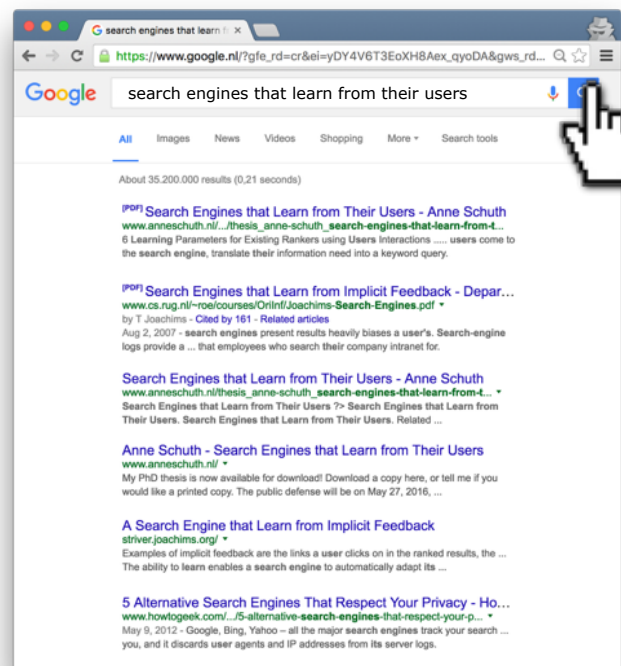 search engines that learn f
https://www.google.nl/?gfe_rd=cr&ei=yDY4V6T3EoXH8Aex_qyoDA&gws_rd...
Google search engines that learn from their users
All Images News Videos Shopping More Search tools
About 35.200.000 results (0,21 seconds)
[PDF] Search Engines that Learn from Their Users - Anne Schuth
www.anneschuth.nl/.../thesis_anne-schuth_search-engines-that-learn-from-t...
6 Learning Parameters for Existing Rankers using Users Interactions ..... users come to
the search engine, translate their information need into a keyword query.
[PDF] Search Engines that Learn from Implicit Feedback - Depar...
www.cs.rug.nl/~roe/courses/OriInf/Joachims-Search-Engines.pdf
by T Joachims - Cited by 161 - Related articles
Aug 2, 2007 - search engines present results heavily biases a user's. Search-engine
logs provide a ... that employees who search their company intranet for.
Search Engines that Learn from Their Users - Anne Schuth
www.anneschuth.nl/thesis_anne-schuth_search-engines-that-learn-from-t...
Search Engines that Learn from Their Users ?> Search Engines that Learn from
Their Users. Search Engines that Learn from Their Users. Related ...
Anne Schuth - Search Engines that Learn from Their Users
www.anneschuth.nl/
My PhD thesis is now available for download! Download a copy here, or tell me if you
would like a printed copy. The public defense will be on May 27, 2016, ...
A Search Engine that Learn from Implicit Feedback
striver.joachims.org/
Examples of implicit feedback are the links a user clicks on in the ranked results, the ...
The ability to learn enables a search engine to automatically adapt its ...
5 Alternative Search Engines That Respect Your Privacy - Ho...
www.howtogeek.com/.../5-alternative-search-engines-that-respect-your-p...
May 9, 2012 - Google, Bing, Yahoo – all the major search engines track your search ...
you, and it discards user agents and IP addresses from its server logs.